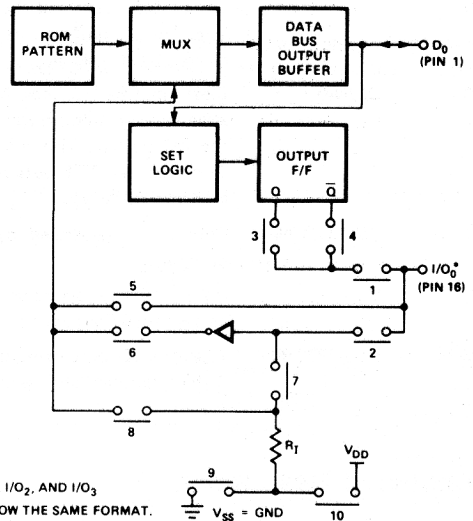 ROM
PATTERN
MUX
DATA
BUS
OUTPUT
BUFFER
D0
(PIN 1)
SET
LOGIC
OUTPUT
F/F
Q
Q̅
3
4
1
I/O0*
(PIN 16)
5
6
2
7
8
RI
VDD
9
10
VSS = GND
I/O2, AND I/O3
OW THE SAME FORMAT.